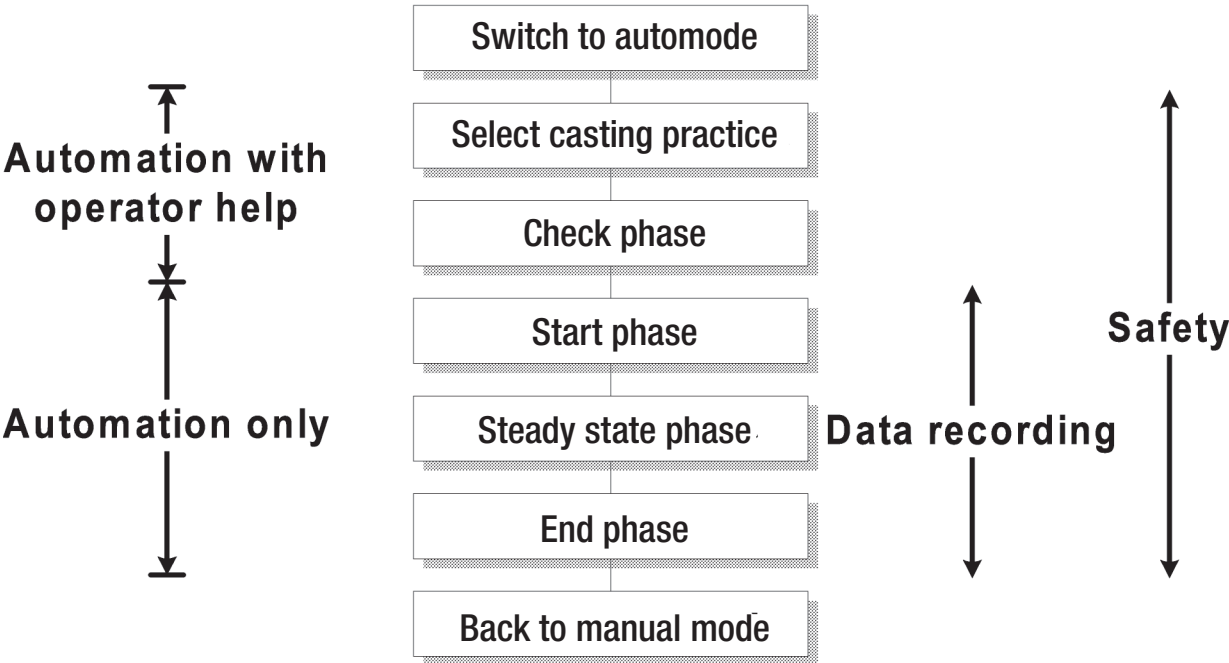 Switch to automode
Select casting practice
Automation with
operator help
Check phase
Start phase
Safety
Automation only
Steady state phase
Data recording
End phase
Back to manual mode